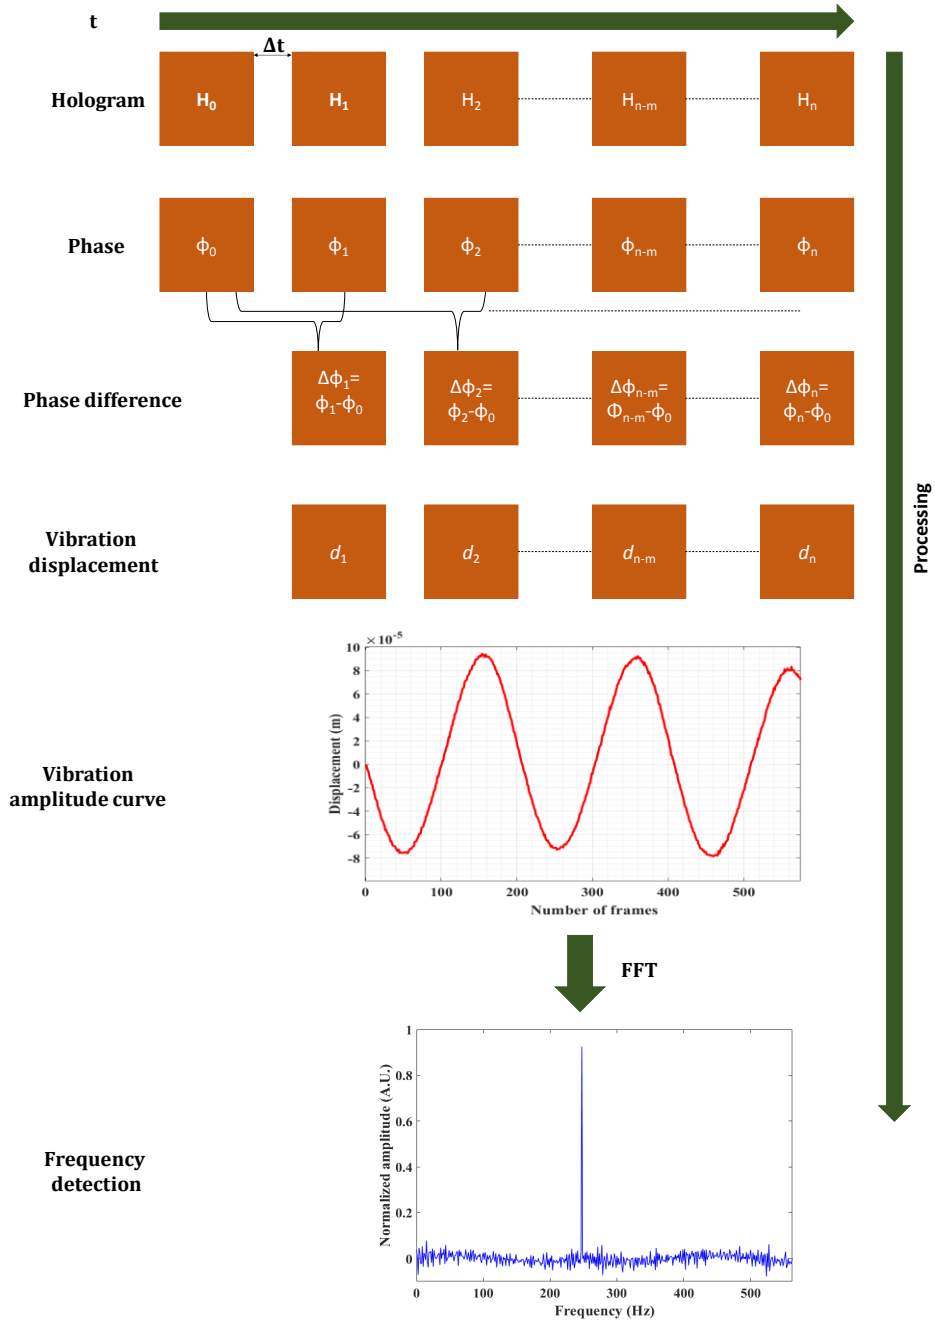 t
Δt
Hologram
H0
H1
H2
Hn-m
Hn
Phase
ϕ0
ϕ1
ϕ2
ϕn-m
ϕn
Phase difference
Δϕ1=
ϕ1-ϕ0
Δϕ2=
ϕ2-ϕ0
Δϕn-m=
Φn-m-ϕ0
Δϕn=
ϕn-ϕ0
Processing
Vibration
displacement
d1
d2
dn-m
dn
Vibration
amplitude curve
× 10-5
10
8
6
4
2
0
-2
-4
-6
-8
Displacement (m)
0 100 200 300 400 500
Number of frames
FFT
Frequency
detection
1
0.8
0.6
0.4
0.2
0
Normalized amplitude (A.U.)
0 100 200 300 400 500
Frequency (Hz)